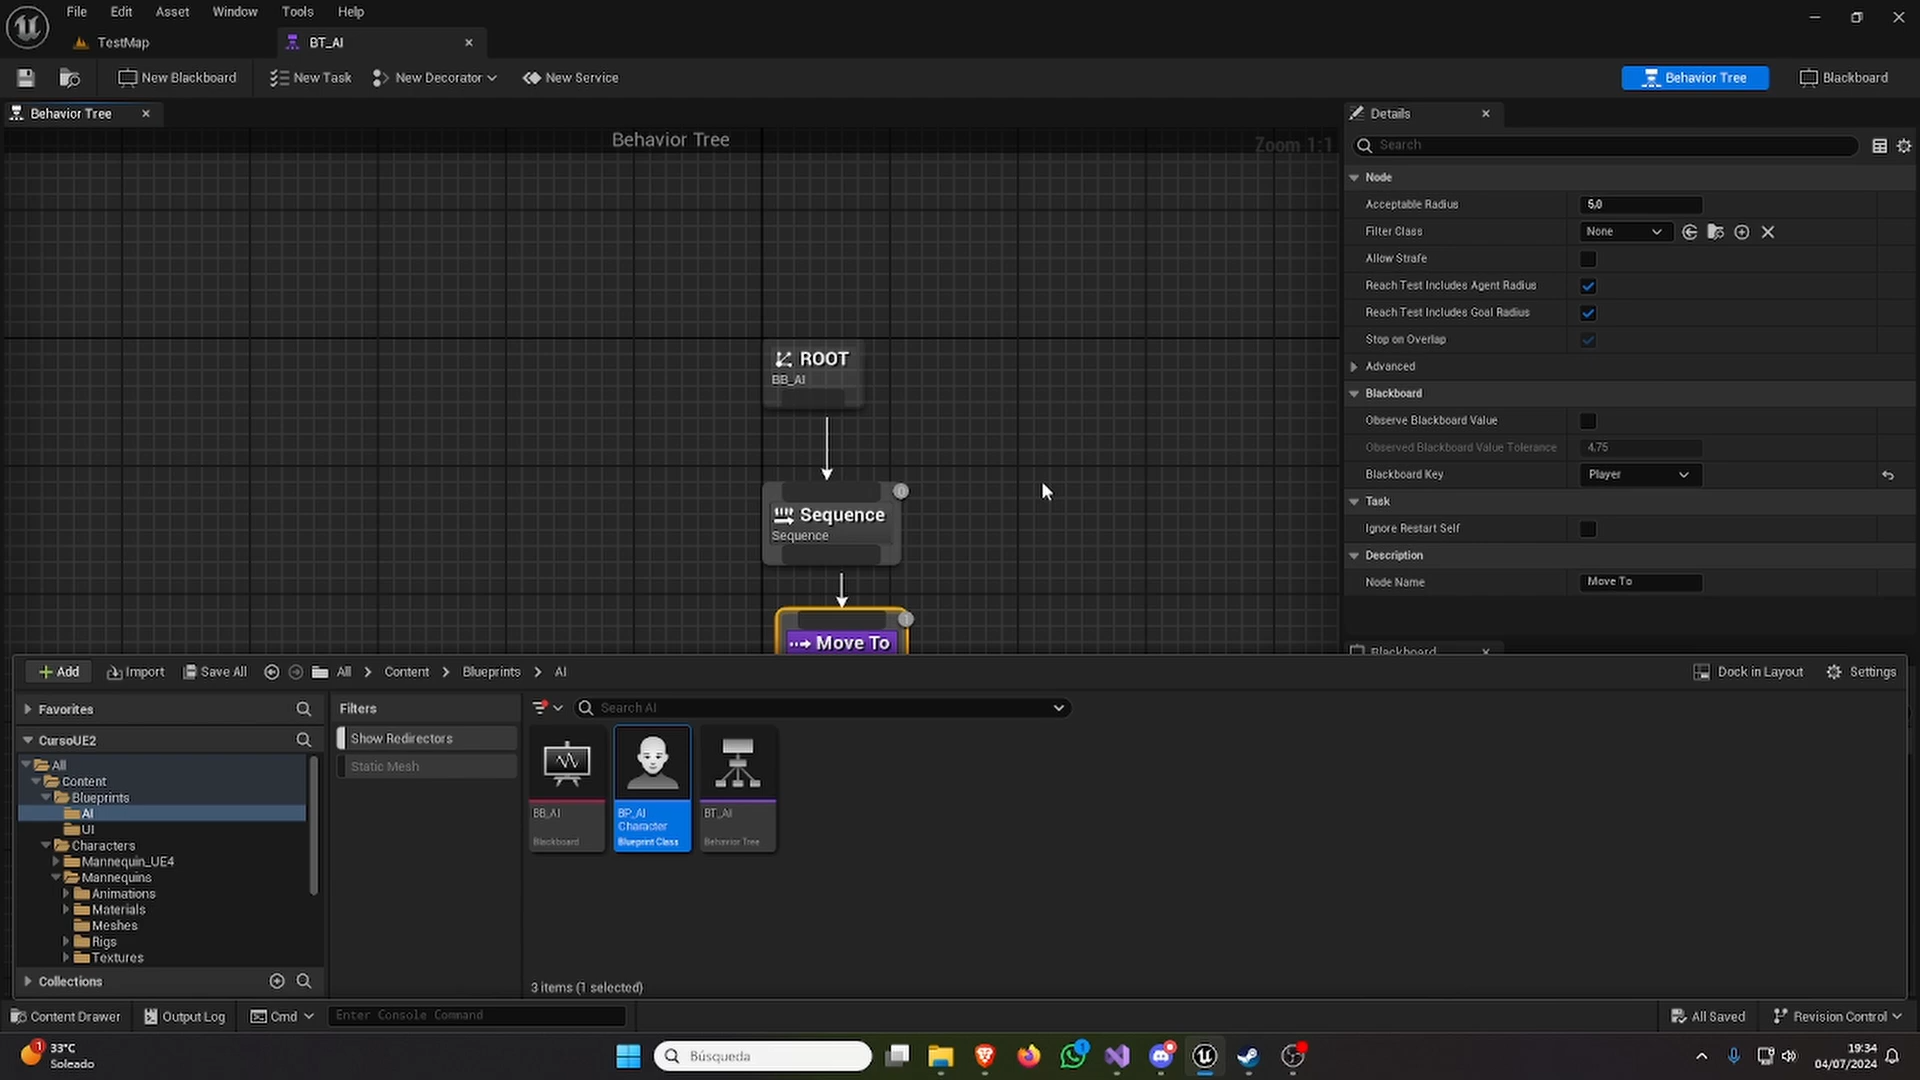 File Edit Asset Window Tools Help
TestMap BT_AI
New Blackboard New Task New Decorator New Service Behavior Tree Blackboard
Behavior Tree
Behavior Tree
Zoom 1:1
Details
Search
Node
Acceptable Radius 5,0
Filter Class None
Allow Strafe
Reach Test Includes Agent Radius
Reach Test Includes Goal Radius
Stop on Overlap
Advanced
Blackboard
Observe Blackboard Value
Observed Blackboard Value Tolerance 4.75
Blackboard Key Player
Task
Ignore Restart Self
Description
Node Name Move To
Blackboard
ROOT
BB_AI
0
Sequence
Sequence
1
Move To
Add Import Save All All Content Blueprints AI Dock in Layout Settings
Favorites
CursoUE2
All
Content
Blueprints
AI
UI
Characters
Mannequin_UE4
Mannequins
Animations
Materials
Meshes
Rigs
Textures
Collections
Filters
Show Redirectors
Static Mesh
Search AI
BB_AI
Blackboard
BP_AI
Character
Blueprint Class
BT_AI
Behavior Tree
3 items (1 selected)
Content Drawer Output Log Cmd Enter Console Command All Saved Revision Control
1
33°C
Soleado
Búsqueda
1
19:34
04/07/2024